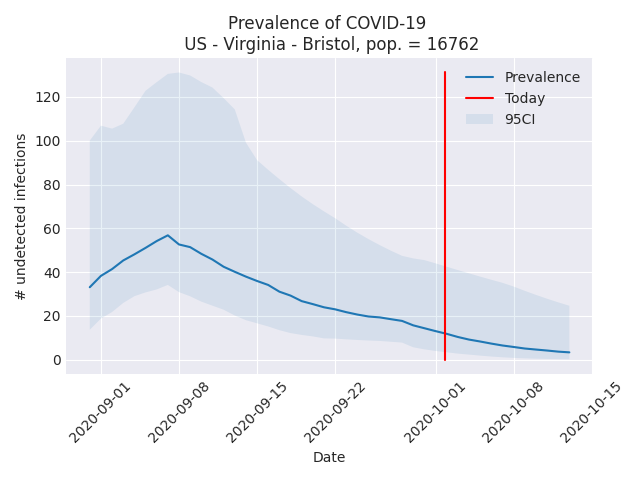 Prevalence of COVID-19
US - Virginia - Bristol, pop. = 16762
Prevalence
Today
95CI
# undetected infections
120
100
80
60
40
20
0
2020-09-01
2020-09-08
2020-09-15
2020-09-22
2020-10-01
2020-10-08
2020-10-15
Date